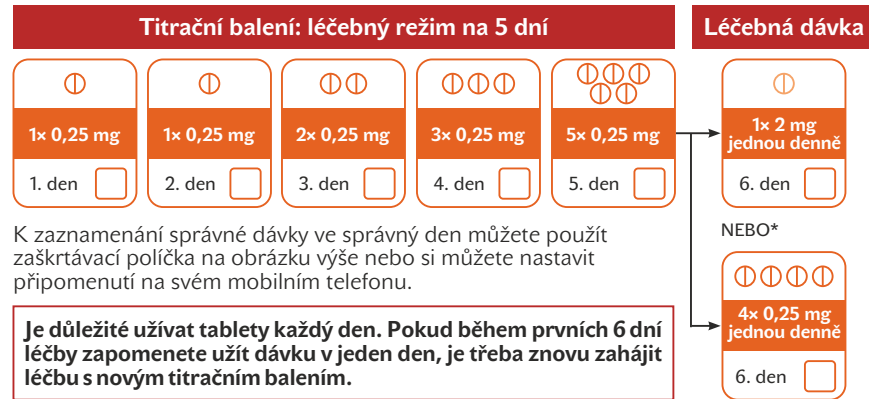 Titrační balení: léčebný režim na 5 dní
Léčebná dávka
1× 0,25 mg
1. den
1× 0,25 mg
2. den
2× 0,25 mg
3. den
3× 0,25 mg
4. den
5× 0,25 mg
5. den
1× 2 mg
jednou denně
6. den
NEBO*
4× 0,25 mg
jednou denně
6. den
K zaznamenání správné dávky ve správný den můžete použít
zaškrtávací políčka na obrázku výše nebo si můžete nastavit
připomenutí na svém mobilním telefonu.
Je důležité užívat tablety každý den. Pokud během prvních 6 dní
léčby zapomenete užít dávku v jeden den, je třeba znovu zahájit
léčbu s novým titračním balením.